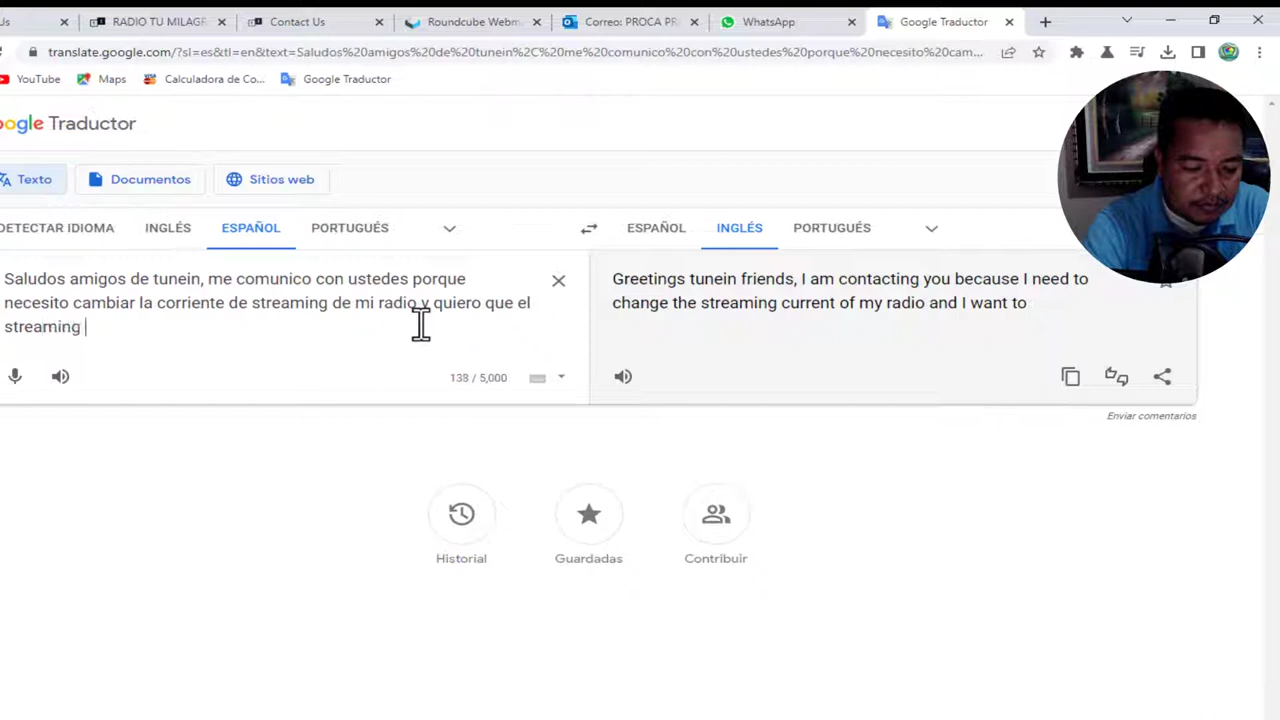 Us
RADIO TU MILAGR
Contact Us
Roundcube Webm
Correo: PROCA PR
WhatsApp
Google Traductor
translate.google.com/?sl=es&tl=en&text=Saludos%20amigos%20de%20tunein%2C%20me%20comunico%20con%20ustedes%20porque%20necesito%20cam...
YouTube
Maps
Calculadora de Co...
Google Traductor
ogle Traductor
Texto
Documentos
Sitios web
DETECTAR IDIOMA
INGLÉS
ESPAÑOL
PORTUGUÉS
ESPAÑOL
INGLÉS
PORTUGUÉS
Saludos amigos de tunein, me comunico con ustedes porque
necesito cambiar la corriente de streaming de mi radio y quiero que el
streaming
138 / 5,000
Greetings tunein friends, I am contacting you because I need to
change the streaming current of my radio and I want to
Enviar comentarios
Historial
Guardadas
Contribuir